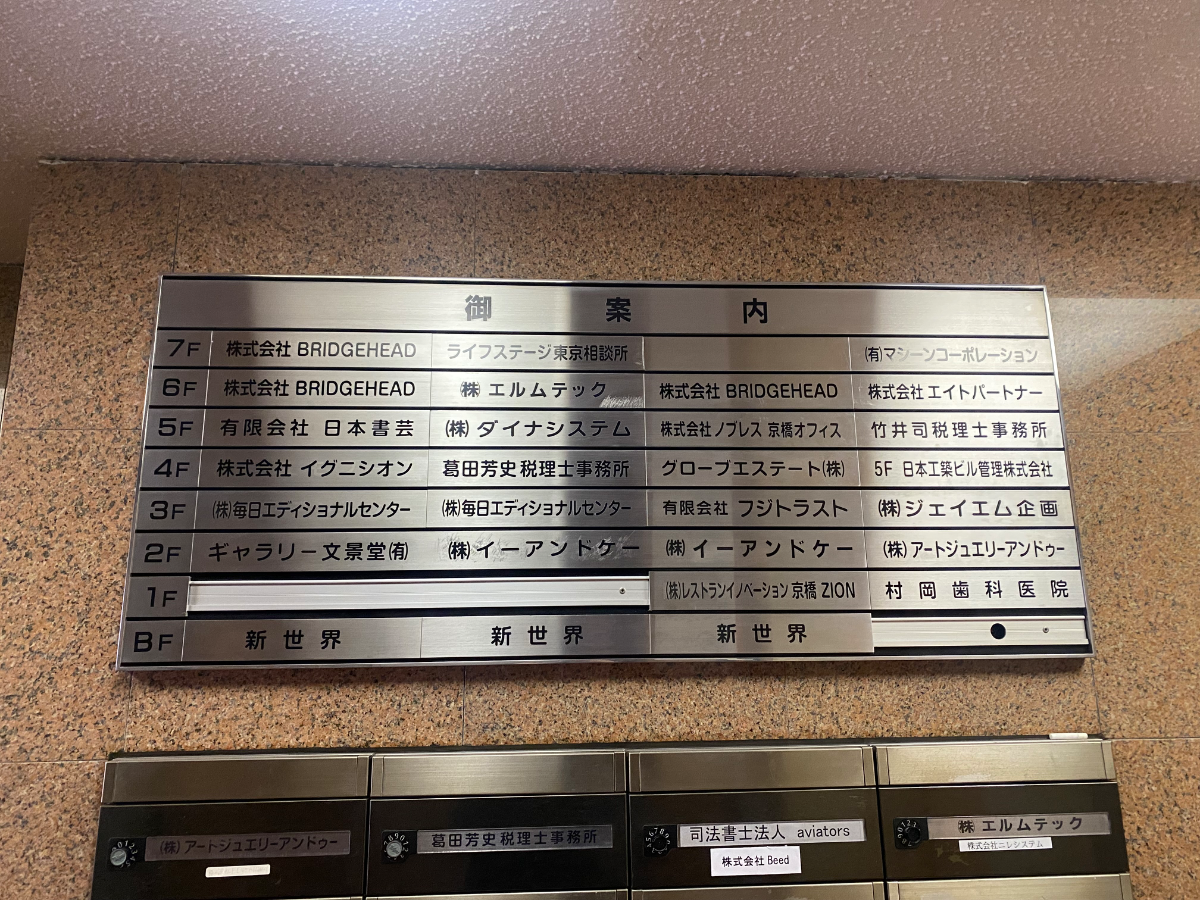 御案内
7F 株式会社 BRIDGEHEAD ライフステージ東京相談所 (有)マシーンコーポレーション
6F 株式会社 BRIDGEHEAD (株) エルムテック 株式会社 BRIDGEHEAD 株式会社 エイトパートナー
5F 有限会社 日本書芸 (株) ダイナシステム 株式会社 ノブレス 京橋オフィス 竹井司税理士事務所
4F 株式会社 イグニシオン 葛田芳史税理士事務所 グローブエステート(株) 5F 日本工築ビル管理株式会社
3F (株)毎日エディショナルセンター (株)毎日エディショナルセンター 有限会社 フジトラスト (株)ジェイエム企画
2F ギャラリー文景堂(有) (株)イーアンドケー (株)イーアンドケー (株)アートジュエリーアンドゥー
1F (株)レストランイノベーション 京橋 ZION 村岡歯科医院
BF 新世界 新世界 新世界
(株)アートジュエリーアンドゥー 葛田芳史税理士事務所 司法書士法人 aviators (株) エルムテック
株式会社 Beed 株式会社ニレシステム